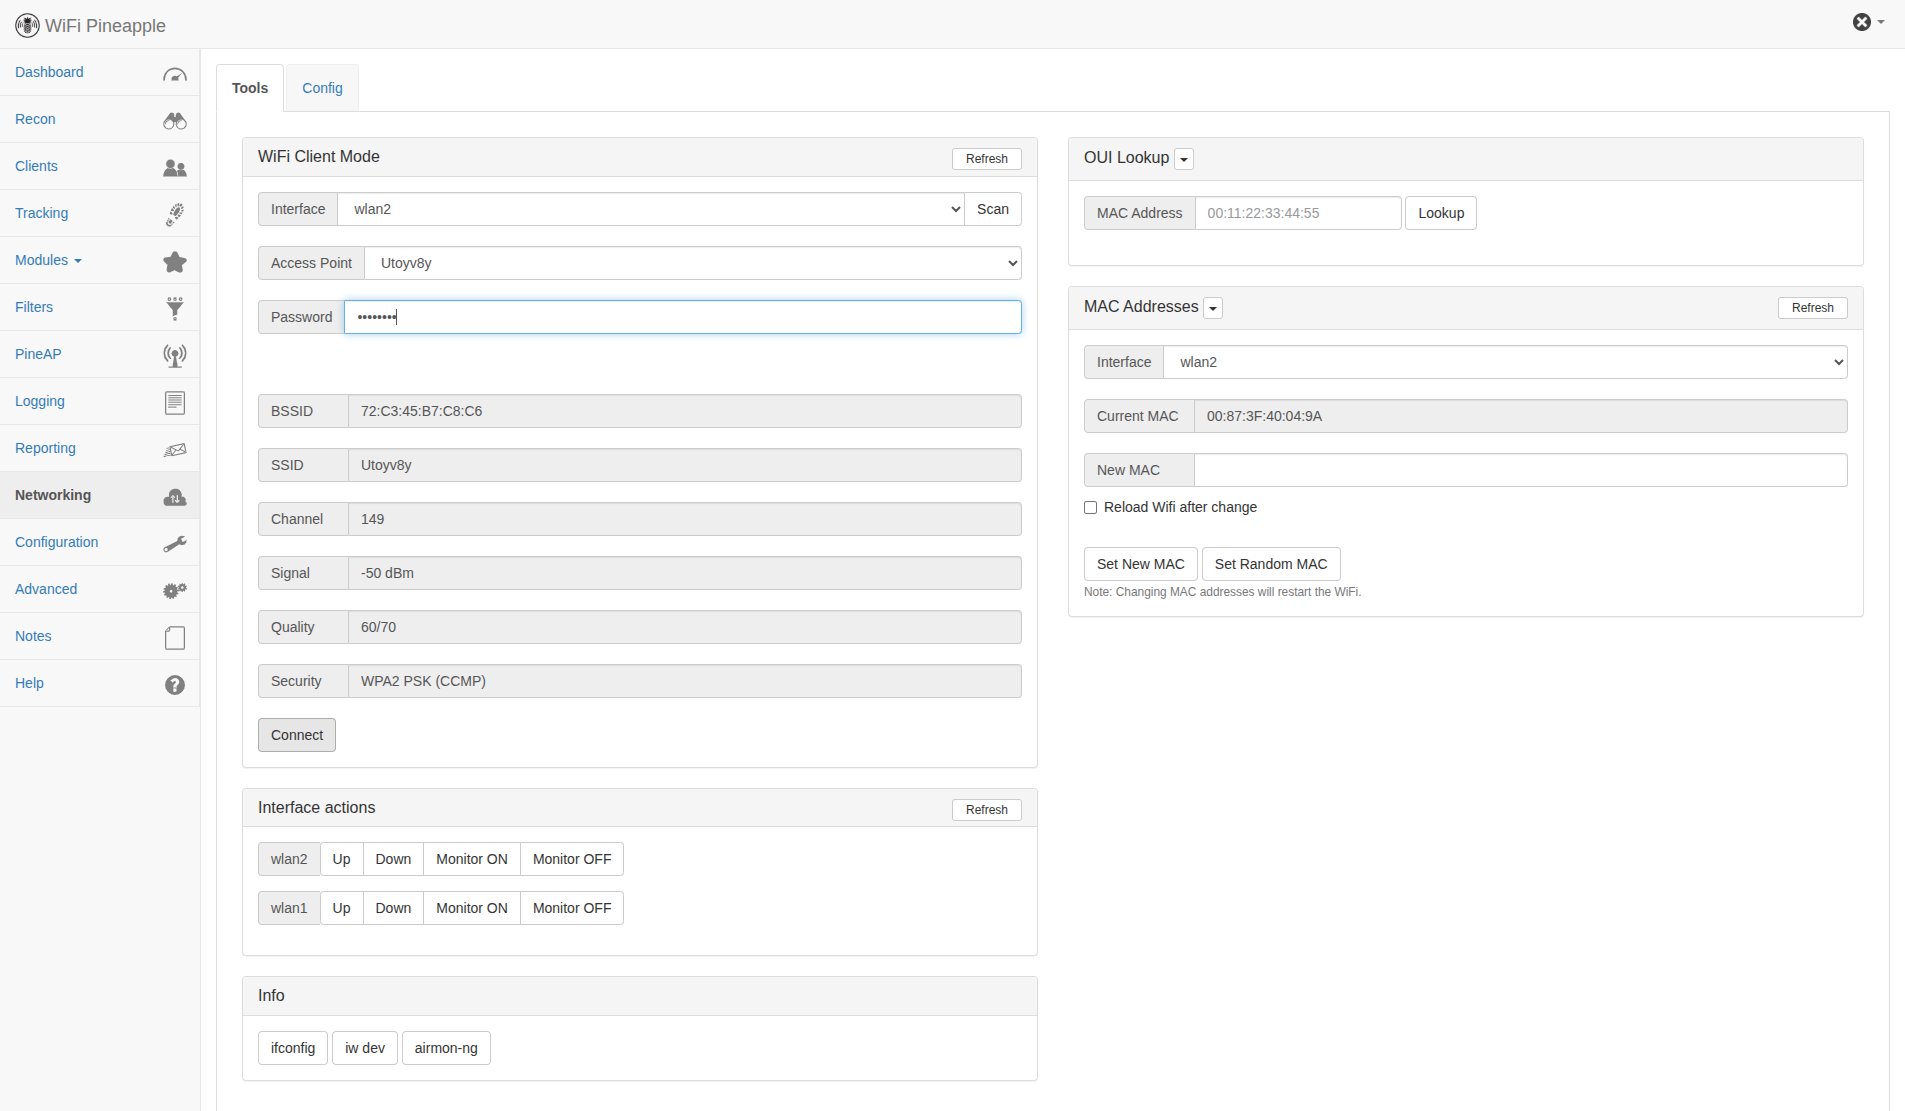 WiFi Pineapple
Dashboard
Recon
Clients
Tracking
Modules
Filters
PineAP
Logging
Reporting
Networking
Configuration
Advanced
Notes
Help
Tools
Config
WiFi Client Mode
Refresh
Interface
wlan2
Scan
Access Point
Utoyv8y
Password
••••••••
BSSID
72:C3:45:B7:C8:C6
SSID
Utoyv8y
Channel
149
Signal
-50 dBm
Quality
60/70
Security
WPA2 PSK (CCMP)
Connect
Interface actions
Refresh
wlan2
Up
Down
Monitor ON
Monitor OFF
wlan1
Up
Down
Monitor ON
Monitor OFF
Info
ifconfig
iw dev
airmon-ng
OUI Lookup
MAC Address
00:11:22:33:44:55
Lookup
MAC Addresses
Refresh
Interface
wlan2
Current MAC
00:87:3F:40:04:9A
New MAC
Reload Wifi after change
Set New MAC
Set Random MAC
Note: Changing MAC addresses will restart the WiFi.